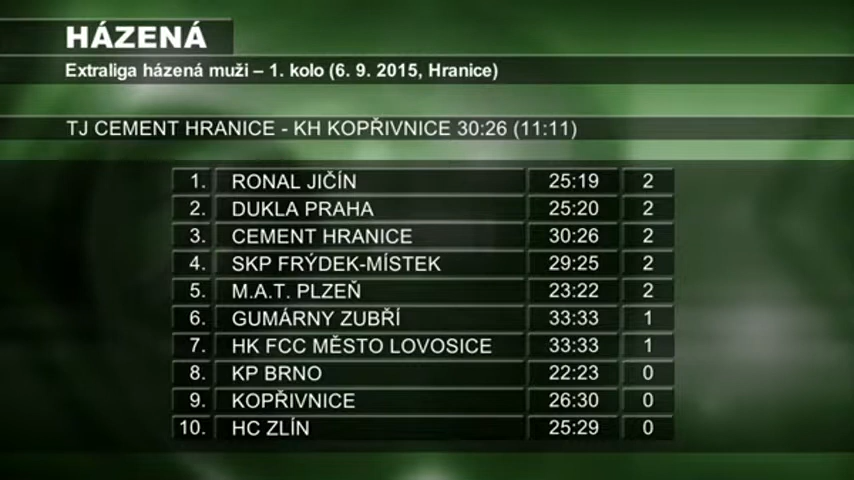 HÁZENÁ
Extraliga házená muži – 1. kolo (6. 9. 2015, Hranice)
TJ CEMENT HRANICE - KH KOPŘIVNICE 30:26 (11:11)
1. RONAL JIČÍN 25:19 2
2. DUKLA PRAHA 25:20 2
3. CEMENT HRANICE 30:26 2
4. SKP FRÝDEK-MÍSTEK 29:25 2
5. M.A.T. PLZEŇ 23:22 2
6. GUMÁRNY ZUBŘÍ 33:33 1
7. HK FCC MĚSTO LOVOSICE 33:33 1
8. KP BRNO 22:23 0
9. KOPŘIVNICE 26:30 0
10. HC ZLÍN 25:29 0